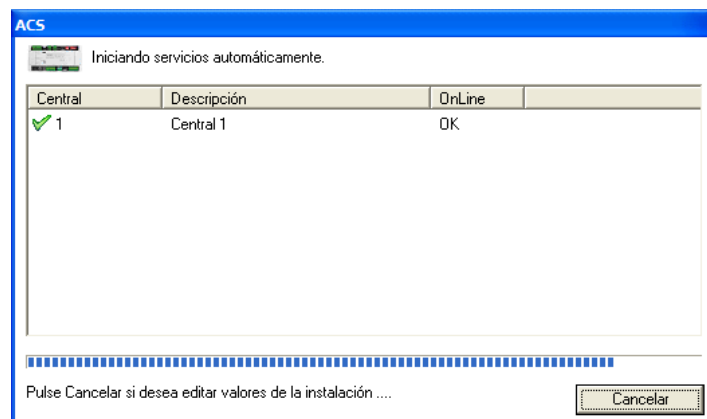 ACS
Iniciando servicios automáticamente.
Central Descripción OnLine
1 Central 1 OK
Pulse Cancelar si desea editar valores de la instalación ....
Cancelar